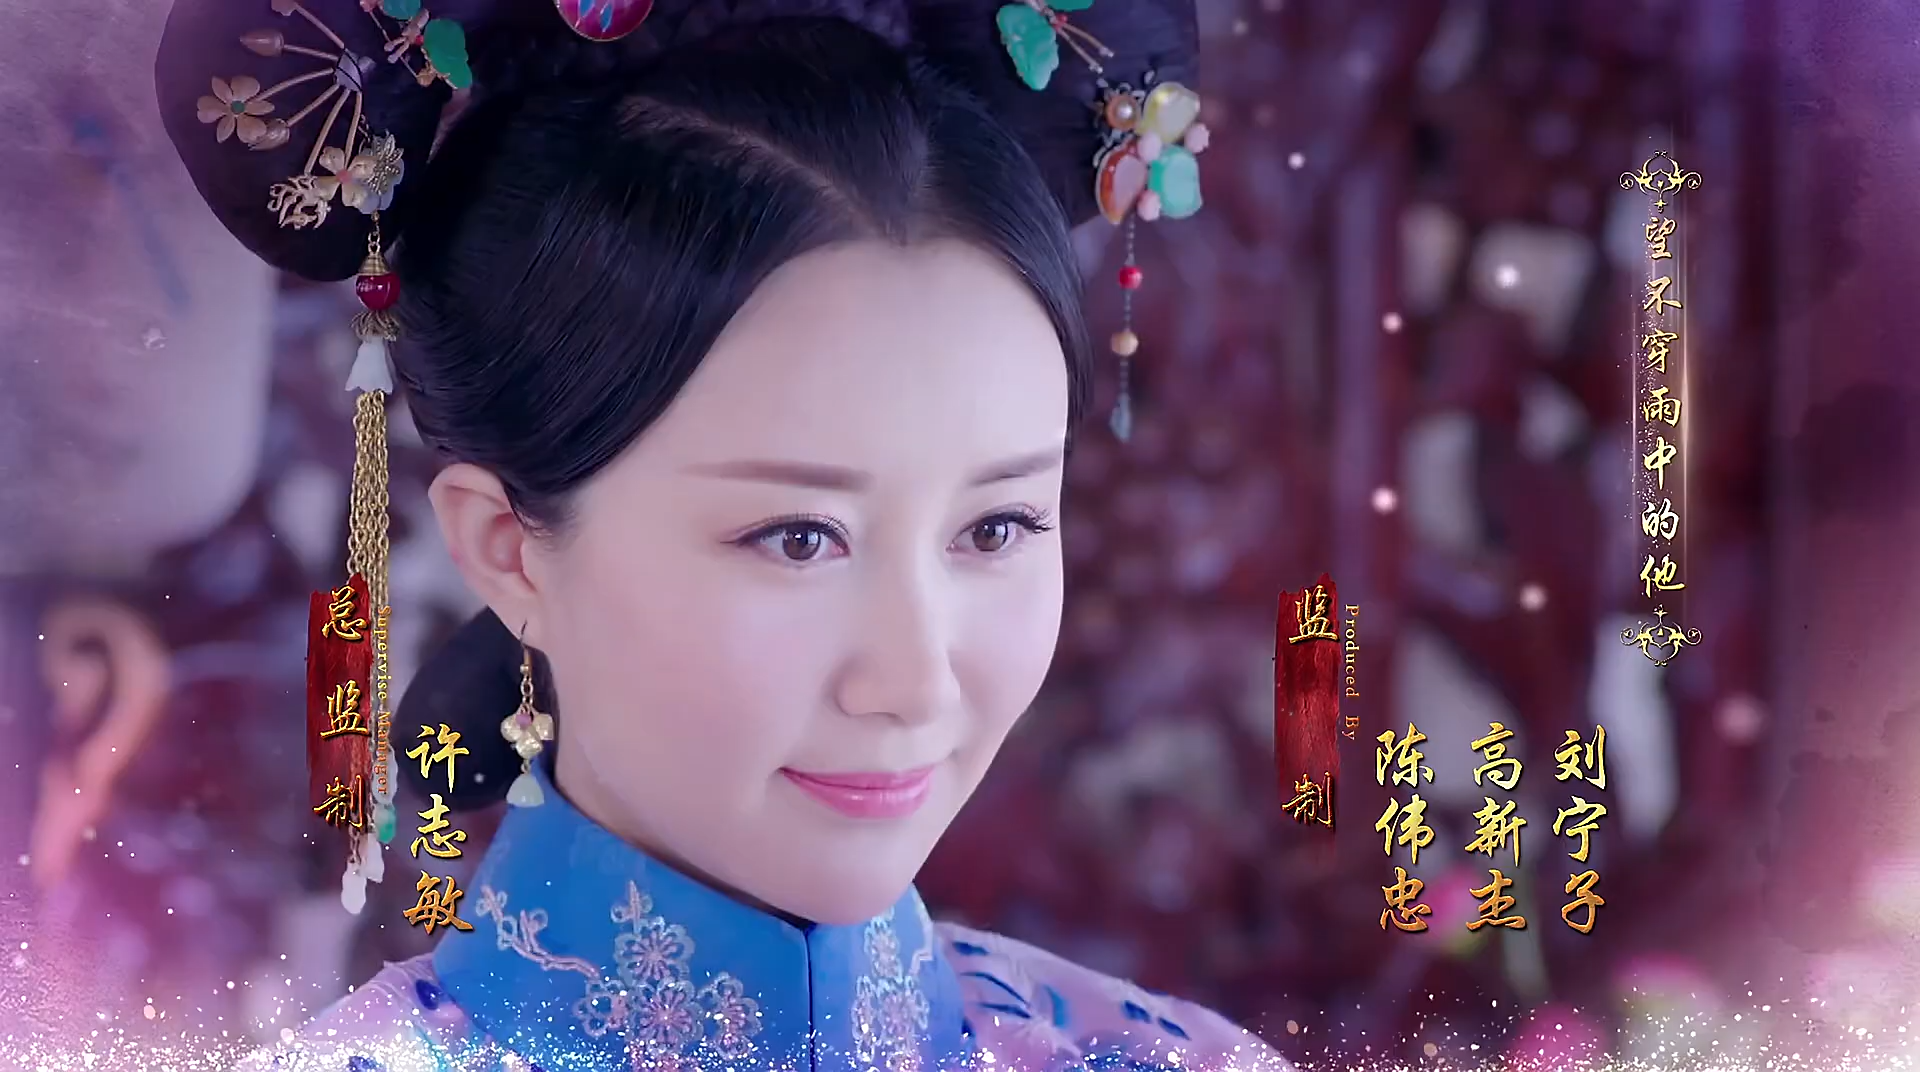 望不穿雨中的他
总监制
Supervise Manager
许志敏
监制
Produced By
刘宁子
高新杰
陈伟忠